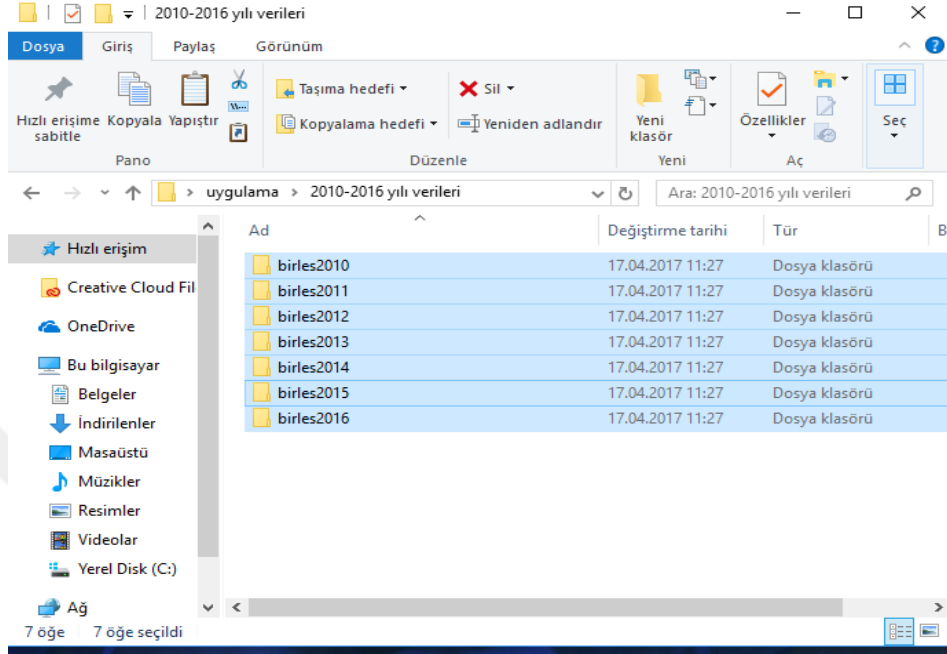 2010-2016 yılı verileri
Dosya Giriş Paylaş Görünüm
Hızlı erişime sabitle Kopyala Yapıştır
Taşıma hedefi Sil
Kopyalama hedefi Yeniden adlandır
Yeni klasör Özellikler Seç
Pano Düzenle Yeni Aç
uygulama 2010-2016 yılı verileri Ara: 2010-2016 yılı verileri
Ad Değiştirme tarihi Tür B
Hızlı erişim
Creative Cloud Fil
OneDrive
Bu bilgisayar
Belgeler
İndirilenler
Masaüstü
Müzikler
Resimler
Videolar
Yerel Disk (C:)
Ağ
birles2010 17.04.2017 11:27 Dosya klasörü
birles2011 17.04.2017 11:27 Dosya klasörü
birles2012 17.04.2017 11:27 Dosya klasörü
birles2013 17.04.2017 11:27 Dosya klasörü
birles2014 17.04.2017 11:27 Dosya klasörü
birles2015 17.04.2017 11:27 Dosya klasörü
birles2016 17.04.2017 11:27 Dosya klasörü
7 öğe 7 öğe seçildi